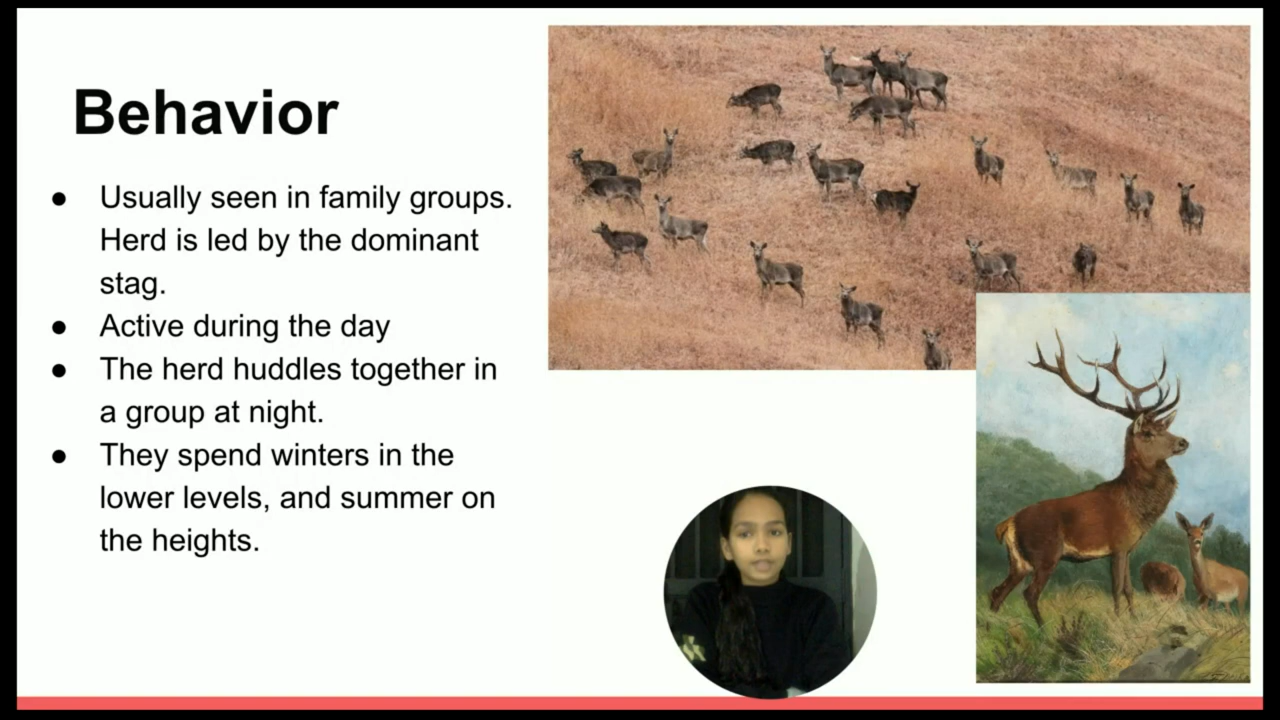 Behavior
● Usually seen in family groups.
Herd is led by the dominant
stag.
● Active during the day
● The herd huddles together in
a group at night.
● They spend winters in the
lower levels, and summer on
the heights.